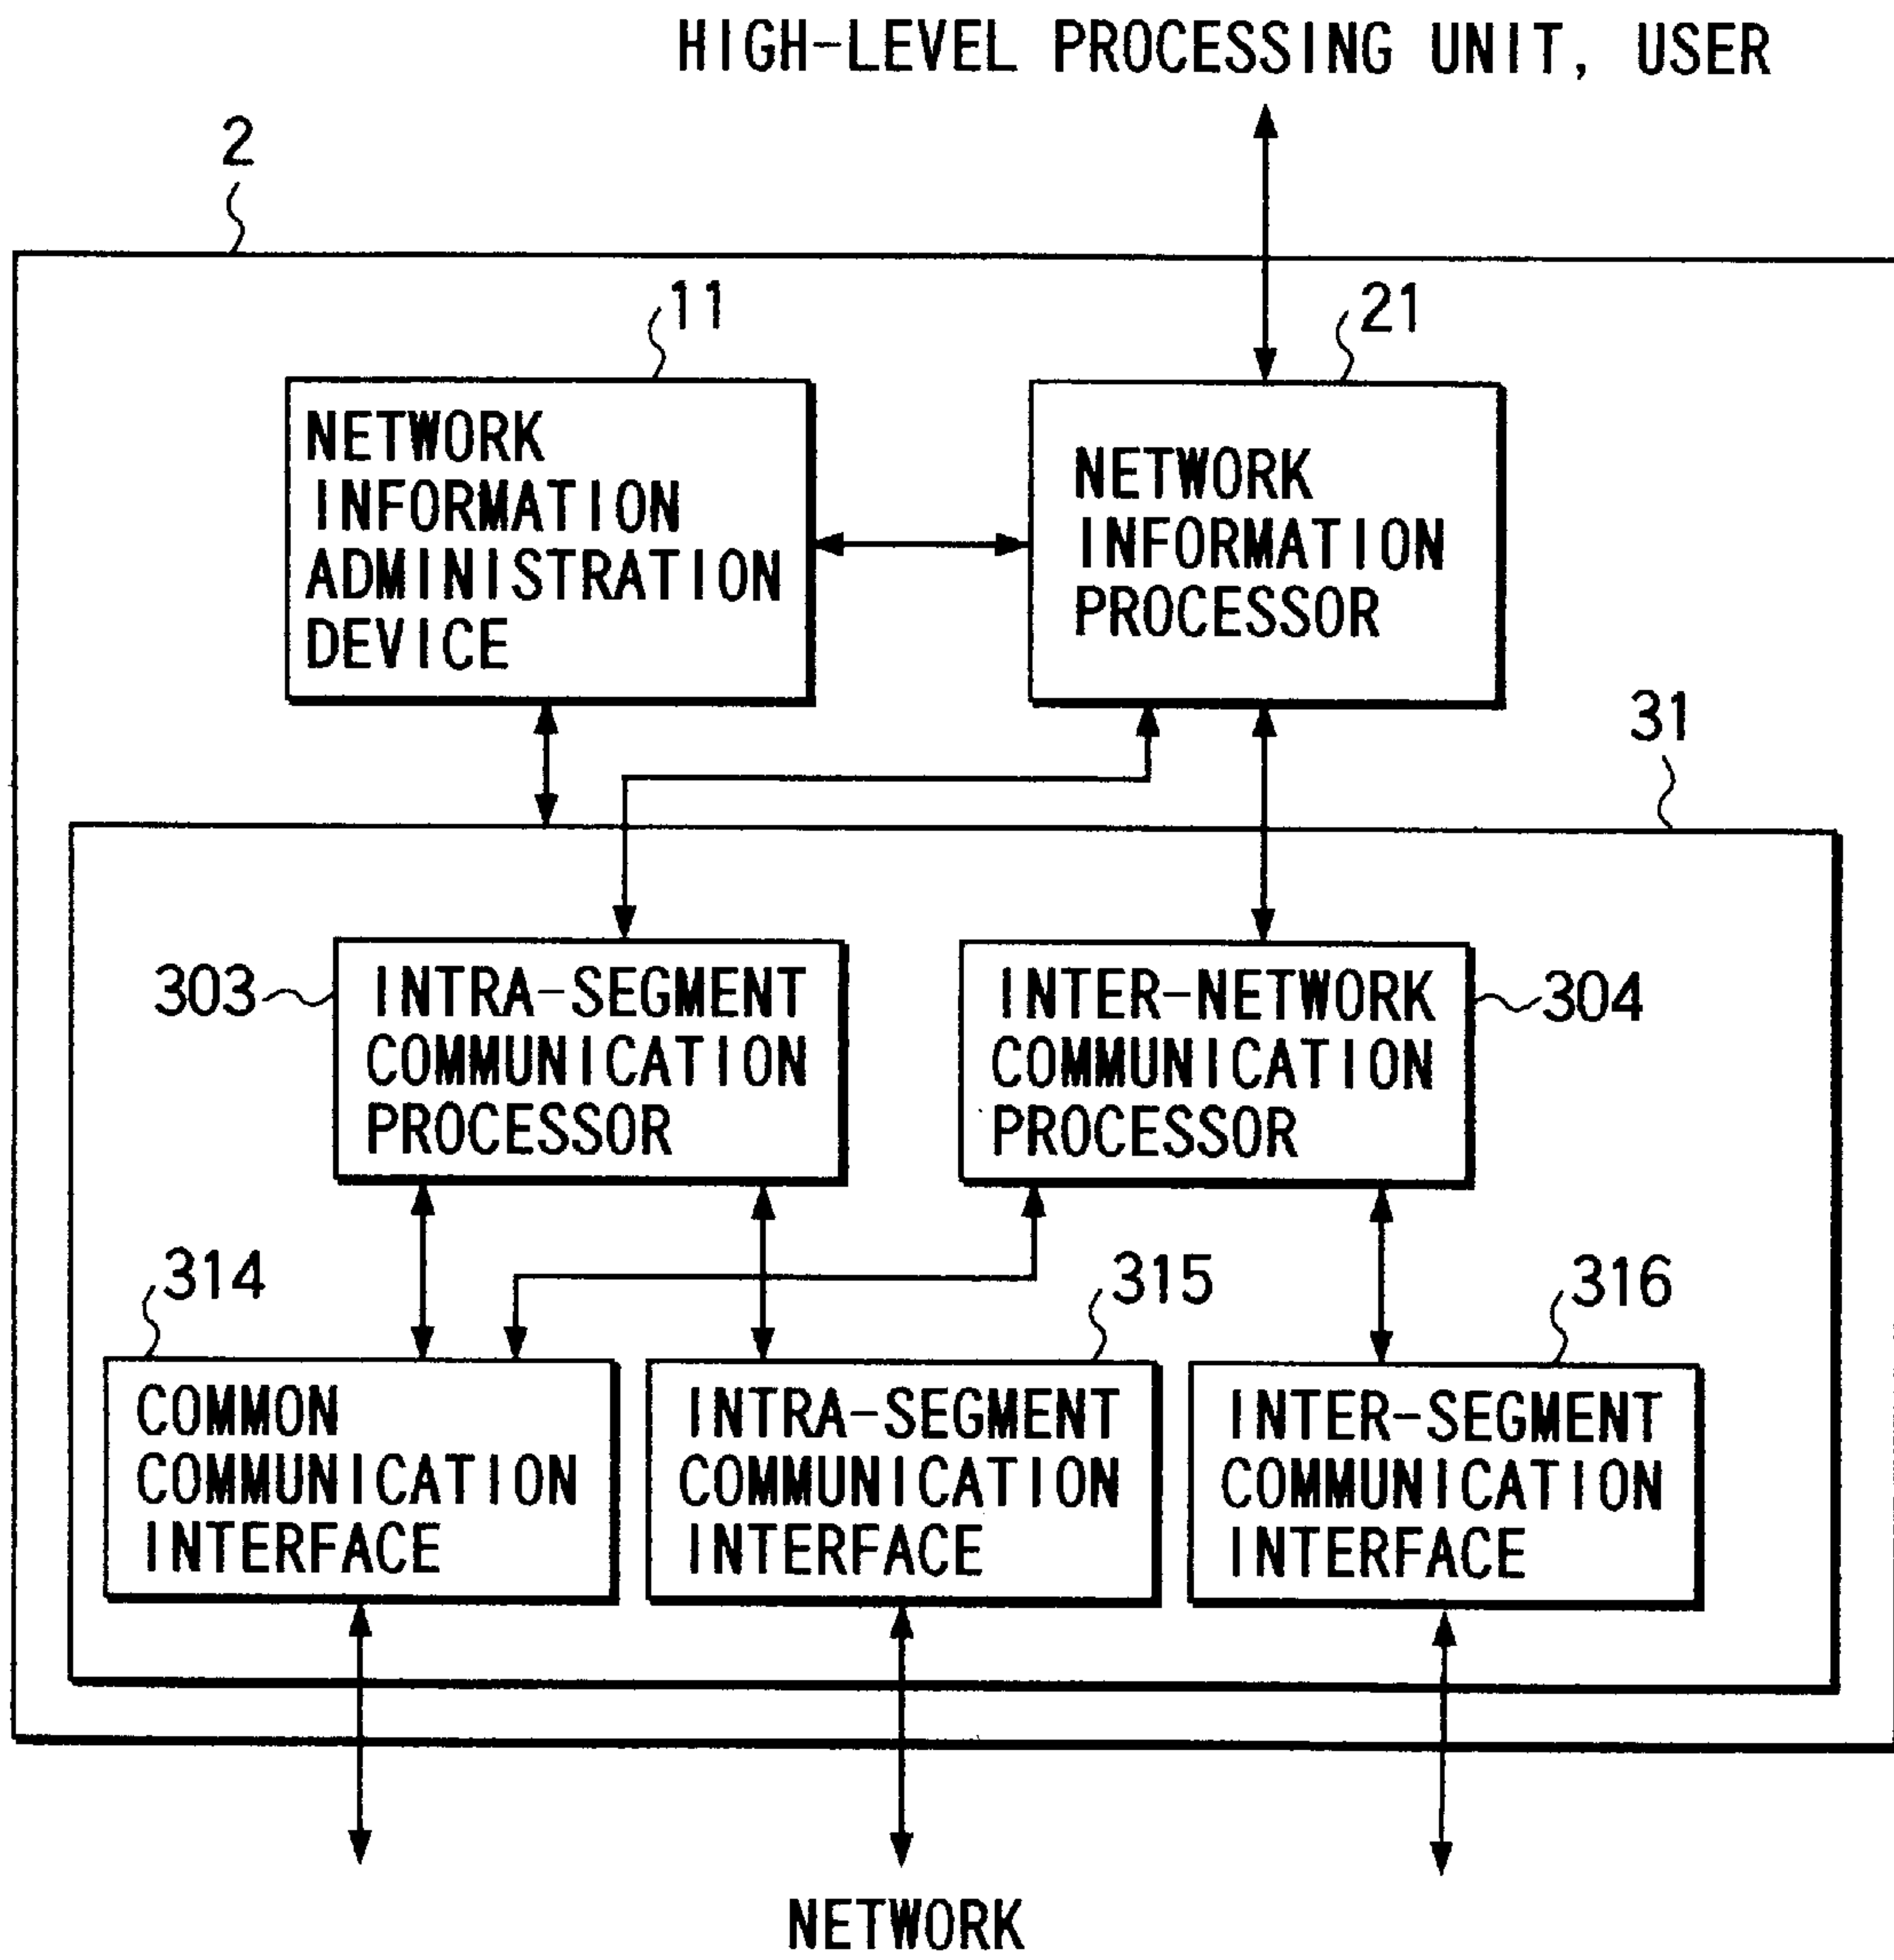 HIGH-LEVEL PROCESSING UNIT, USER
2
11
21
NETWORK
INFORMATION
ADMINISTRATION
DEVICE
NETWORK
INFORMATION
PROCESSOR
31
303
INTRA-SEGMENT
COMMUNICATION
PROCESSOR
INTER-NETWORK
COMMUNICATION
PROCESSOR
304
314
315
316
COMMON
COMMUNICATION
INTERFACE
INTRA-SEGMENT
COMMUNICATION
INTERFACE
INTER-SEGMENT
COMMUNICATION
INTERFACE
NETWORK